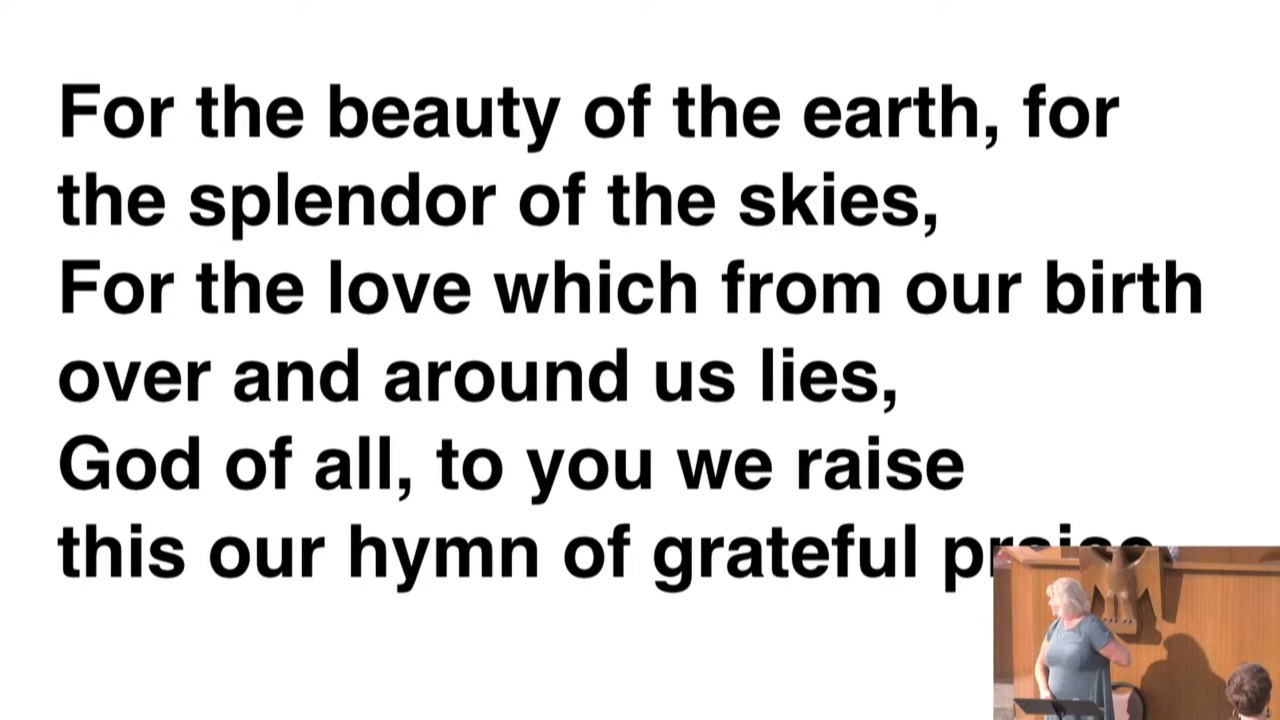 For the beauty of the earth, for
the splendor of the skies,
For the love which from our birth
over and around us lies,
God of all, to you we raise
this our hymn of grateful praise